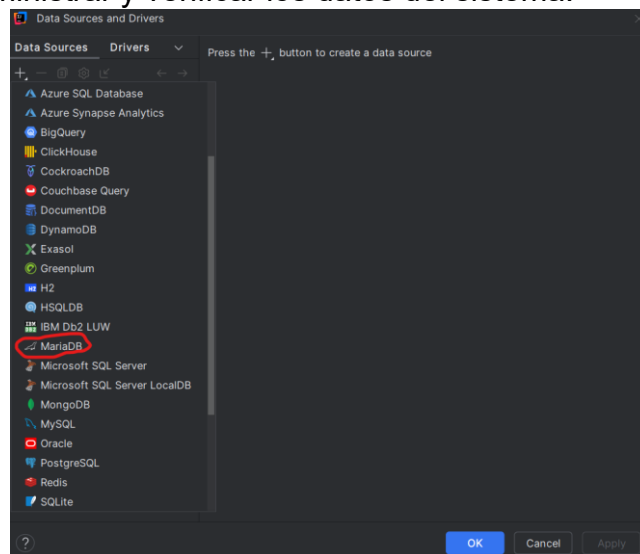 ministrar y verificar los datos del sistema.
Data Sources and Drivers
Data Sources Drivers
Press the +, button to create a data source
Azure SQL Database
Azure Synapse Analytics
BigQuery
ClickHouse
CockroachDB
Couchbase Query
DocumentDB
DynamoDB
Exasol
Greenplum
H2
HSQLDB
IBM Db2 LUW
MariaDB
Microsoft SQL Server
Microsoft SQL Server LocalDB
MongoDB
MySQL
Oracle
PostgreSQL
Redis
SQLite
? OK Cancel Apply